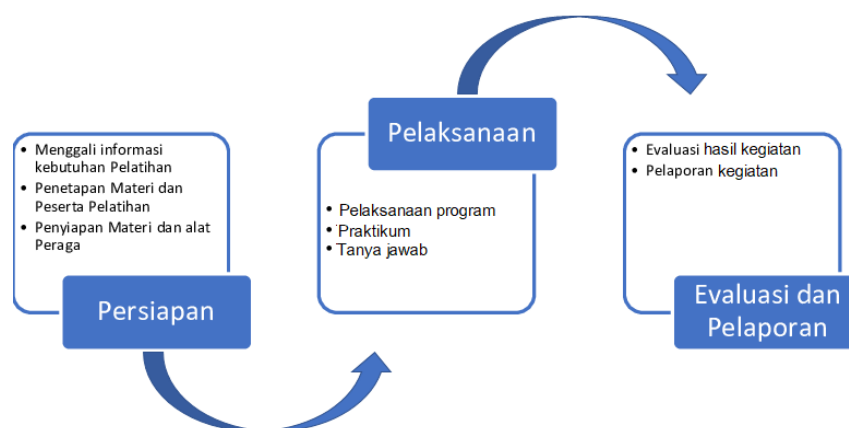 • Menggali informasi
kebutuhan Pelatihan
• Penetapan Materi dan
Peserta Pelatihan
• Penyiapan Materi dan alat
Peraga
Persiapan
Pelaksanaan
• Pelaksanaan program
• Praktikum
• Tanya jawab
• Evaluasi hasil kegiatan
• Pelaporan kegiatan
Evaluasi dan
Pelaporan